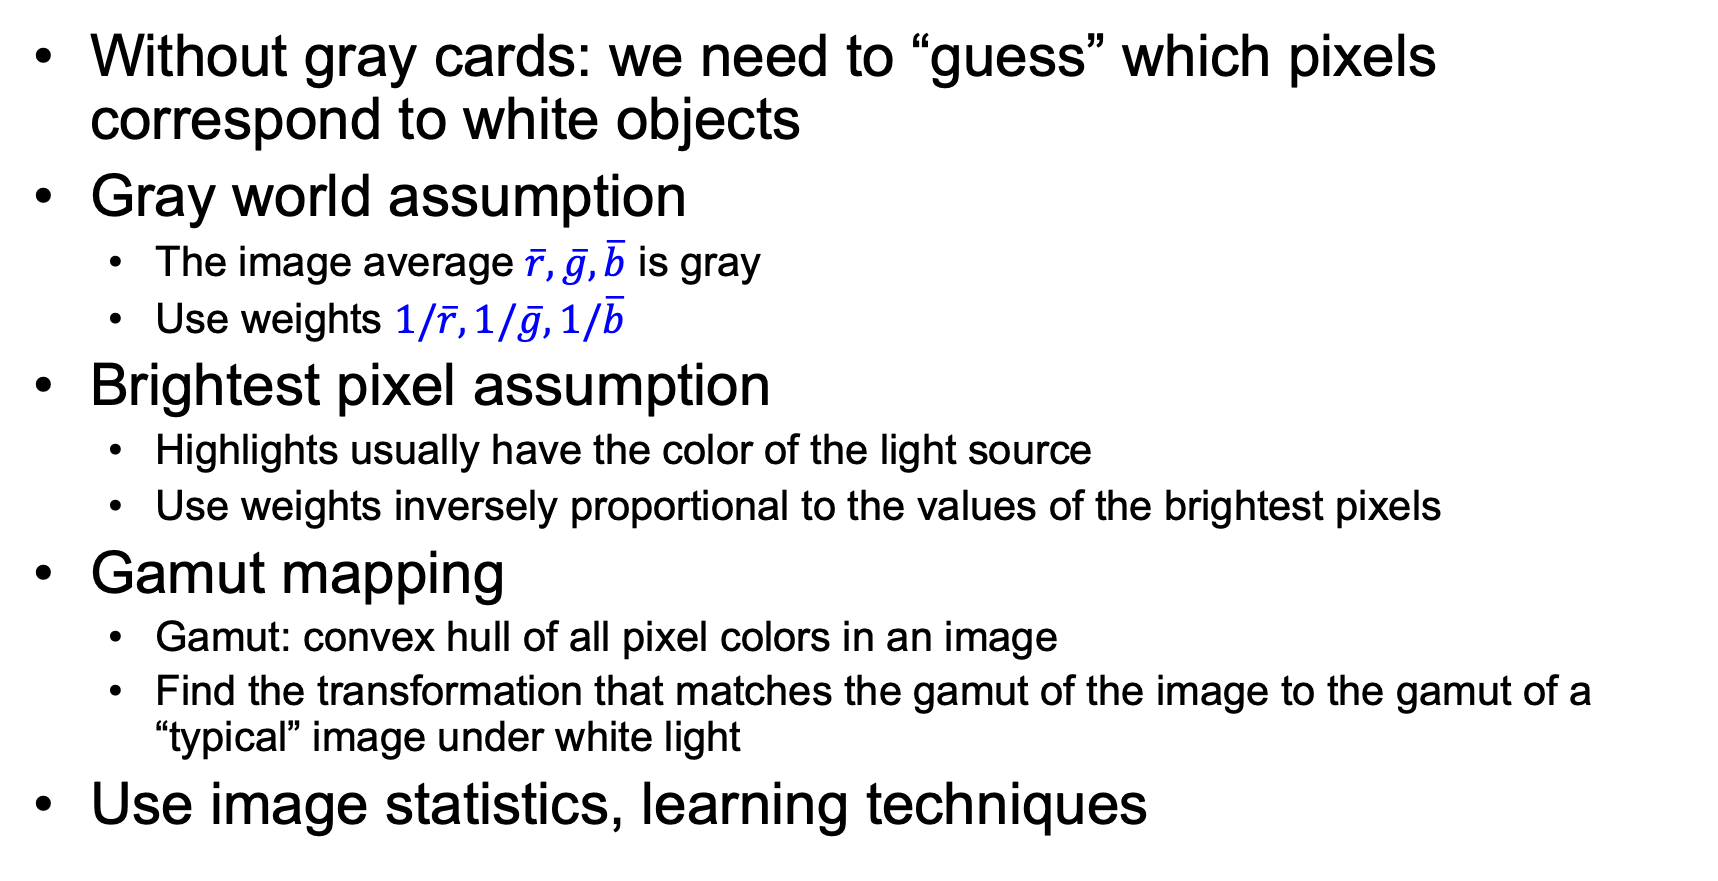 • Without gray cards: we need to “guess” which pixels
correspond to white objects
• Gray world assumption
• The image average r̄, ḡ, b̄ is gray
• Use weights 1/r̄, 1/ḡ, 1/b̄
• Brightest pixel assumption
• Highlights usually have the color of the light source
• Use weights inversely proportional to the values of the brightest pixels
• Gamut mapping
• Gamut: convex hull of all pixel colors in an image
• Find the transformation that matches the gamut of the image to the gamut of a
“typical” image under white light
• Use image statistics, learning techniques